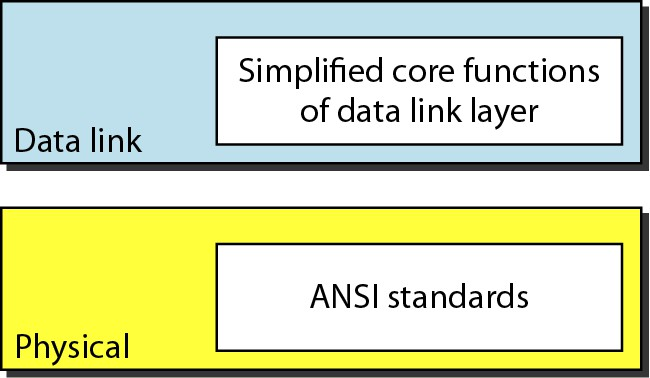 Simplified core functions
of data link layer
Data link
ANSI standards
Physical